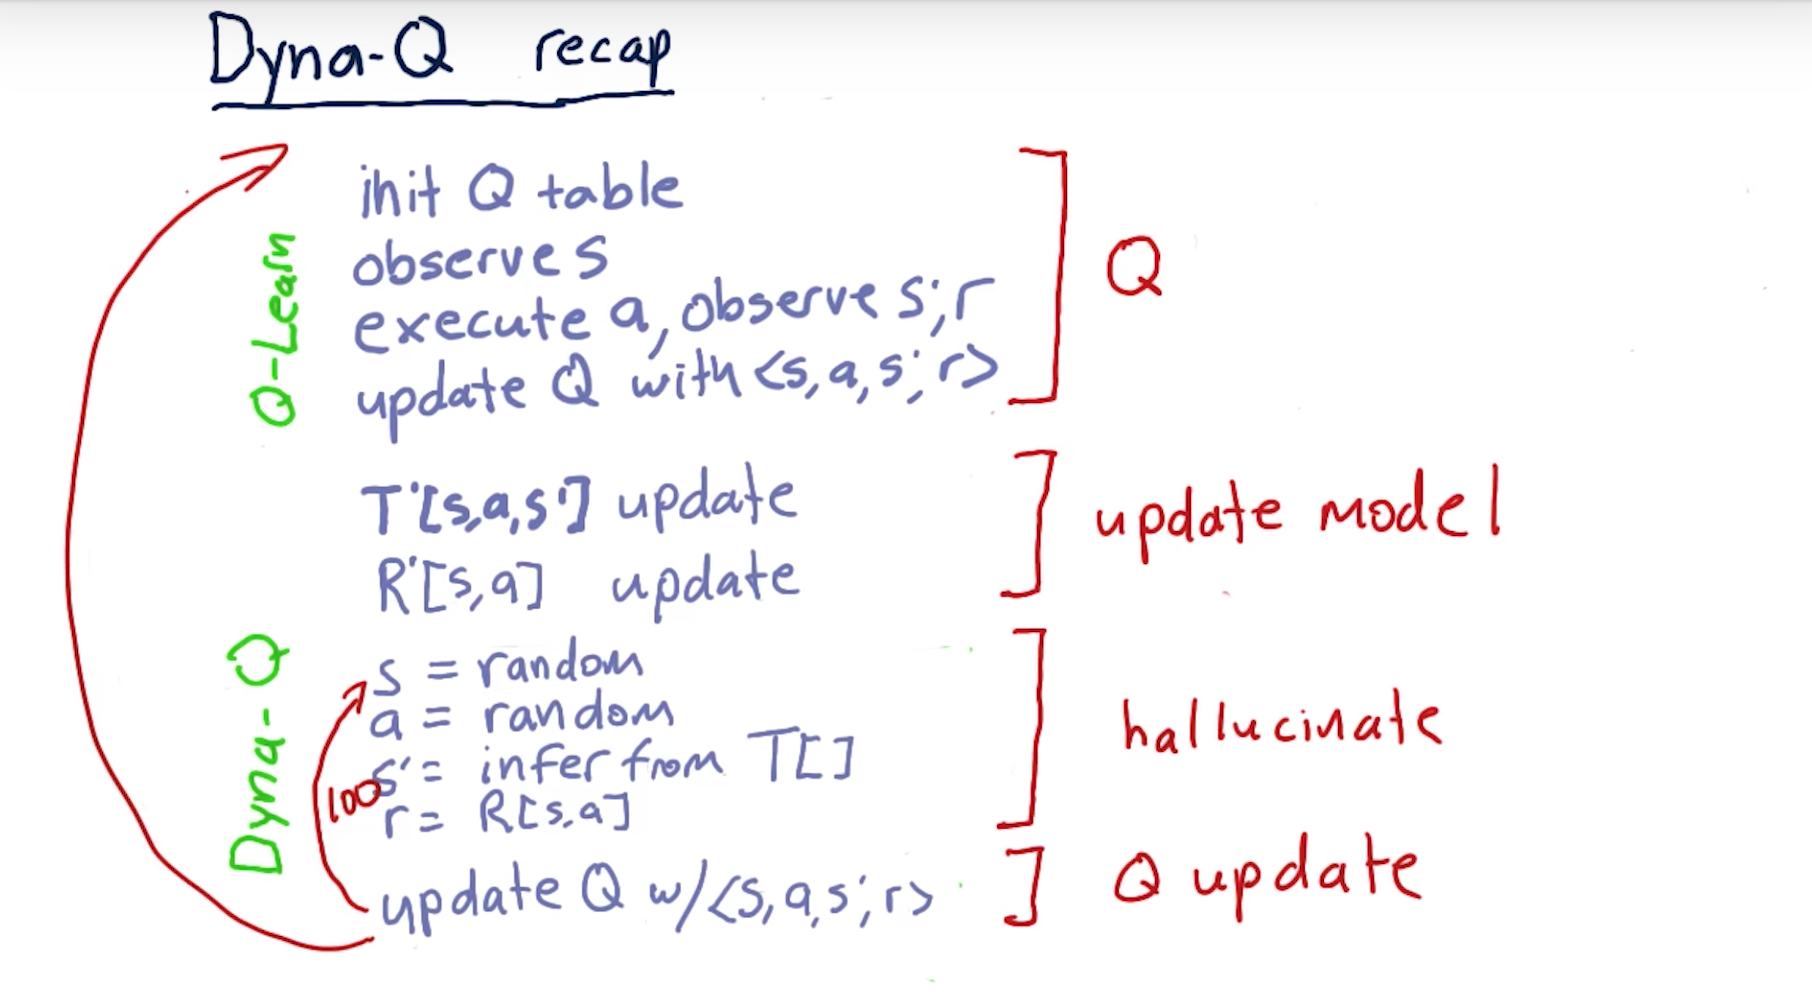 Dyna-Q recap
Q-Learn
init Q table
observe s
execute a, observe s', r
update Q with <s, a, s', r>
Q
T'[s,a,s'] update
R'[s,a] update
update model
Dyna-Q
s = random
a = random
s' = infer from T[]
r = R[s,a]
100
hallucinate
update Q w/<s, a, s', r>
Q update